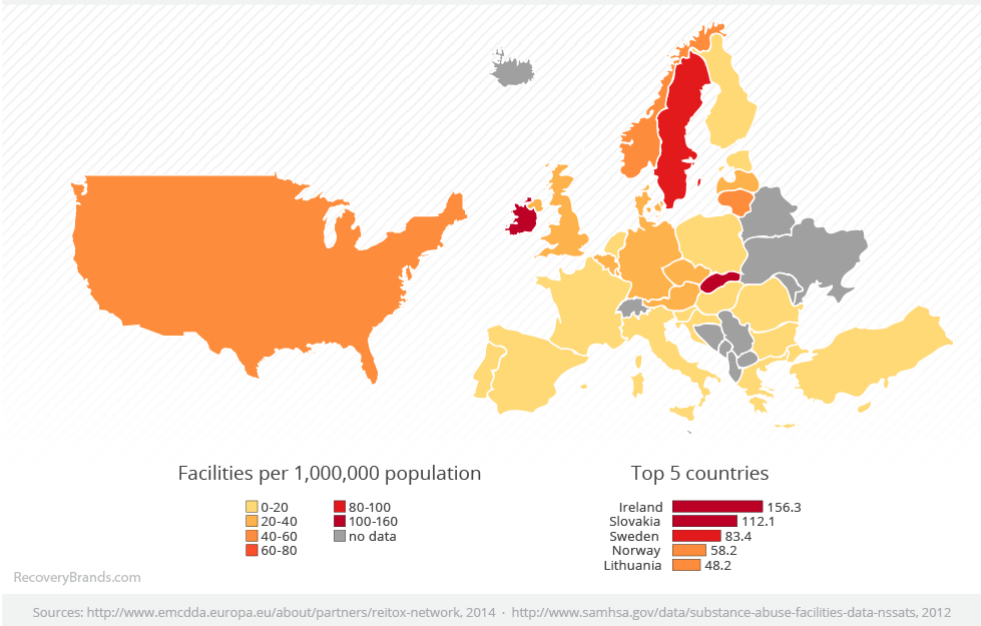 Facilities per 1,000,000 population
0-20
20-40
40-60
60-80
80-100
100-160
no data
Top 5 countries
Ireland 156.3
Slovakia 112.1
Sweden 83.4
Norway 58.2
Lithuania 48.2
RecoveryBrands.com
Sources: http://www.emcdda.europa.eu/about/partners/reitox-network, 2014 · http://www.samhsa.gov/data/substance-abuse-facilities-data-nssats, 2012